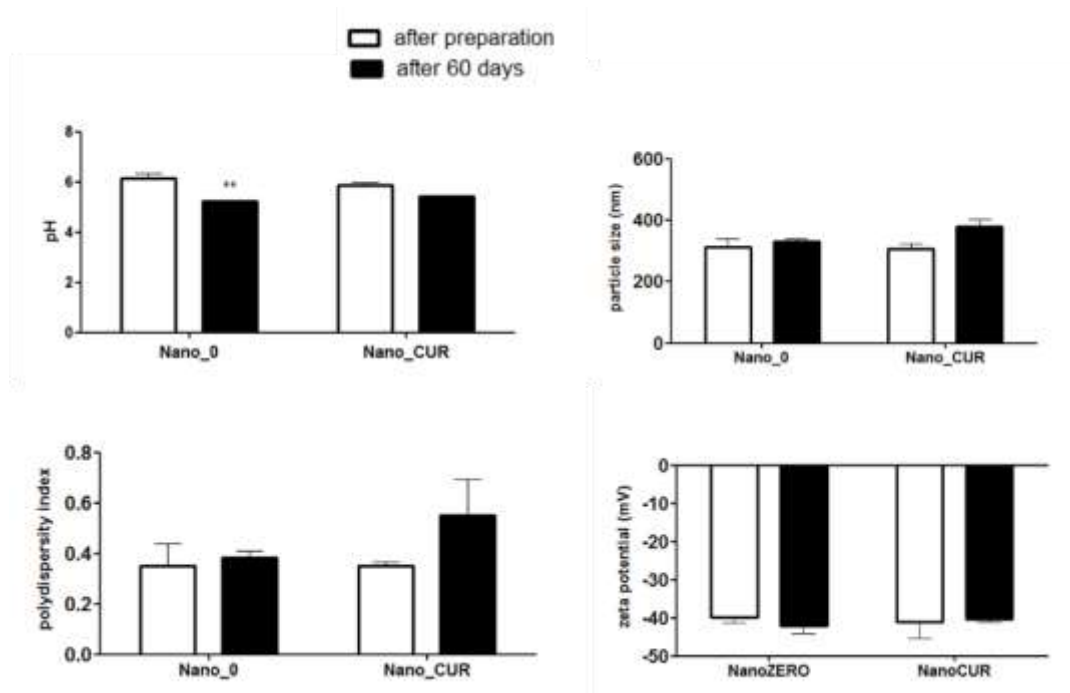 after preparation
after 60 days
8
6
4
2
0
pH
**
Nano_0 Nano_CUR
600
400
200
0
particle size (nm)
Nano_0 Nano_CUR
0.8
0.6
0.4
0.2
0.0
polydispersity index
Nano_0 Nano_CUR
0
-10
-20
-30
-40
-50
zeta potential (mV)
NanoZERO NanoCUR